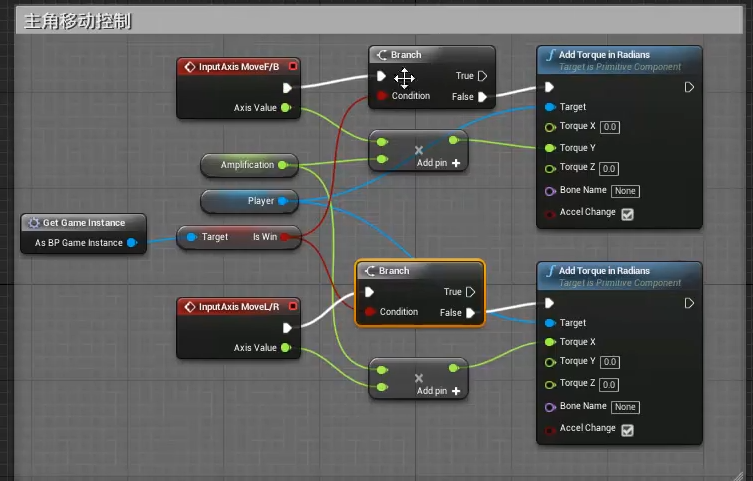 主角移动控制
InputAxis MoveF/B
Axis Value
Branch
True
Condition
False
Add Torque in Radians
Target is Primitive Component
Target
Torque X 0.0
Torque Y
Torque Z 0.0
Bone Name None
Accel Change
Add pin +
Amplification
Player
Get Game Instance
As BP Game Instance
Target Is Win
InputAxis MoveL/R
Axis Value
Branch
True
Condition
False
Add pin +
Add Torque in Radians
Target is Primitive Component
Target
Torque X
Torque Y 0.0
Torque Z 0.0
Bone Name None
Accel Change